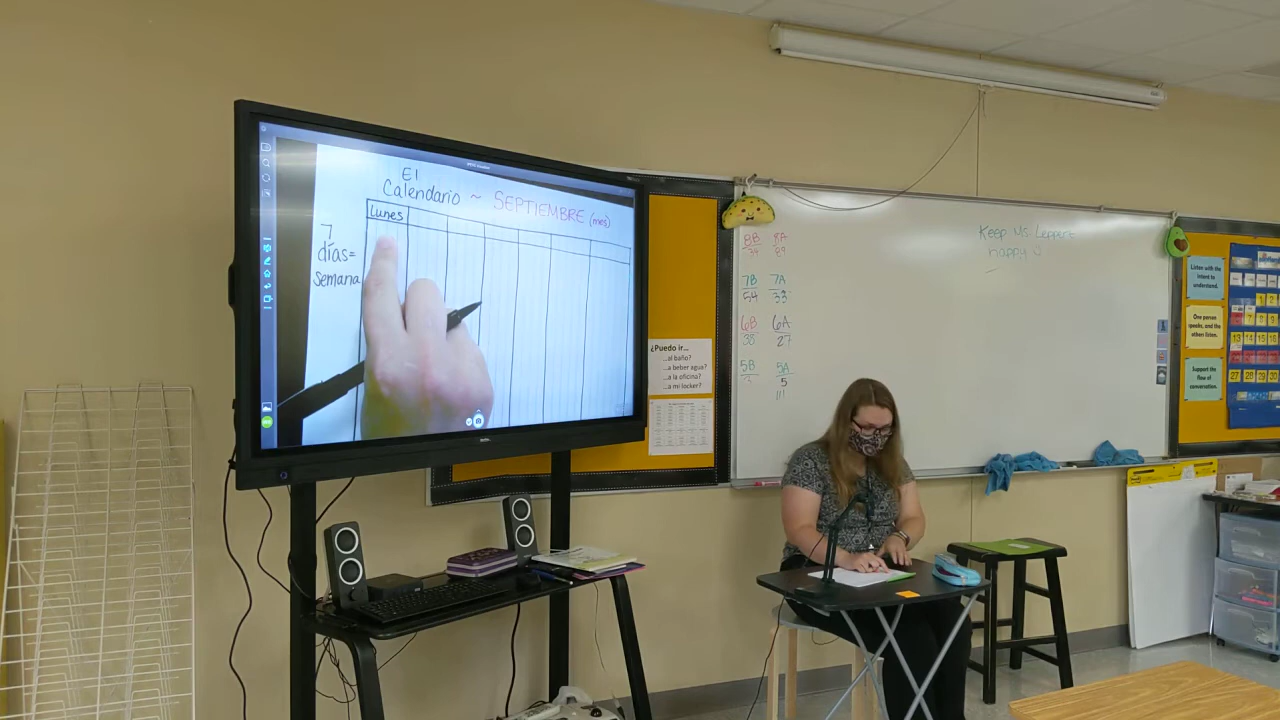 El
Calendario ~ SEPTIEMBRE (mes)
Lunes
7
días=
semana
¿Puedo ir...
...al baño?
...a beber agua?
...a la oficina?
...a mi locker?
8B 8A
7B 7A
54 33
6B 6A
38 27
5B 5A
5
Keep Ms. Leppert
happy
Listen with the
intent to
understand.
One person
speaks, and the
others listen.
Support the
flow of
conversation.